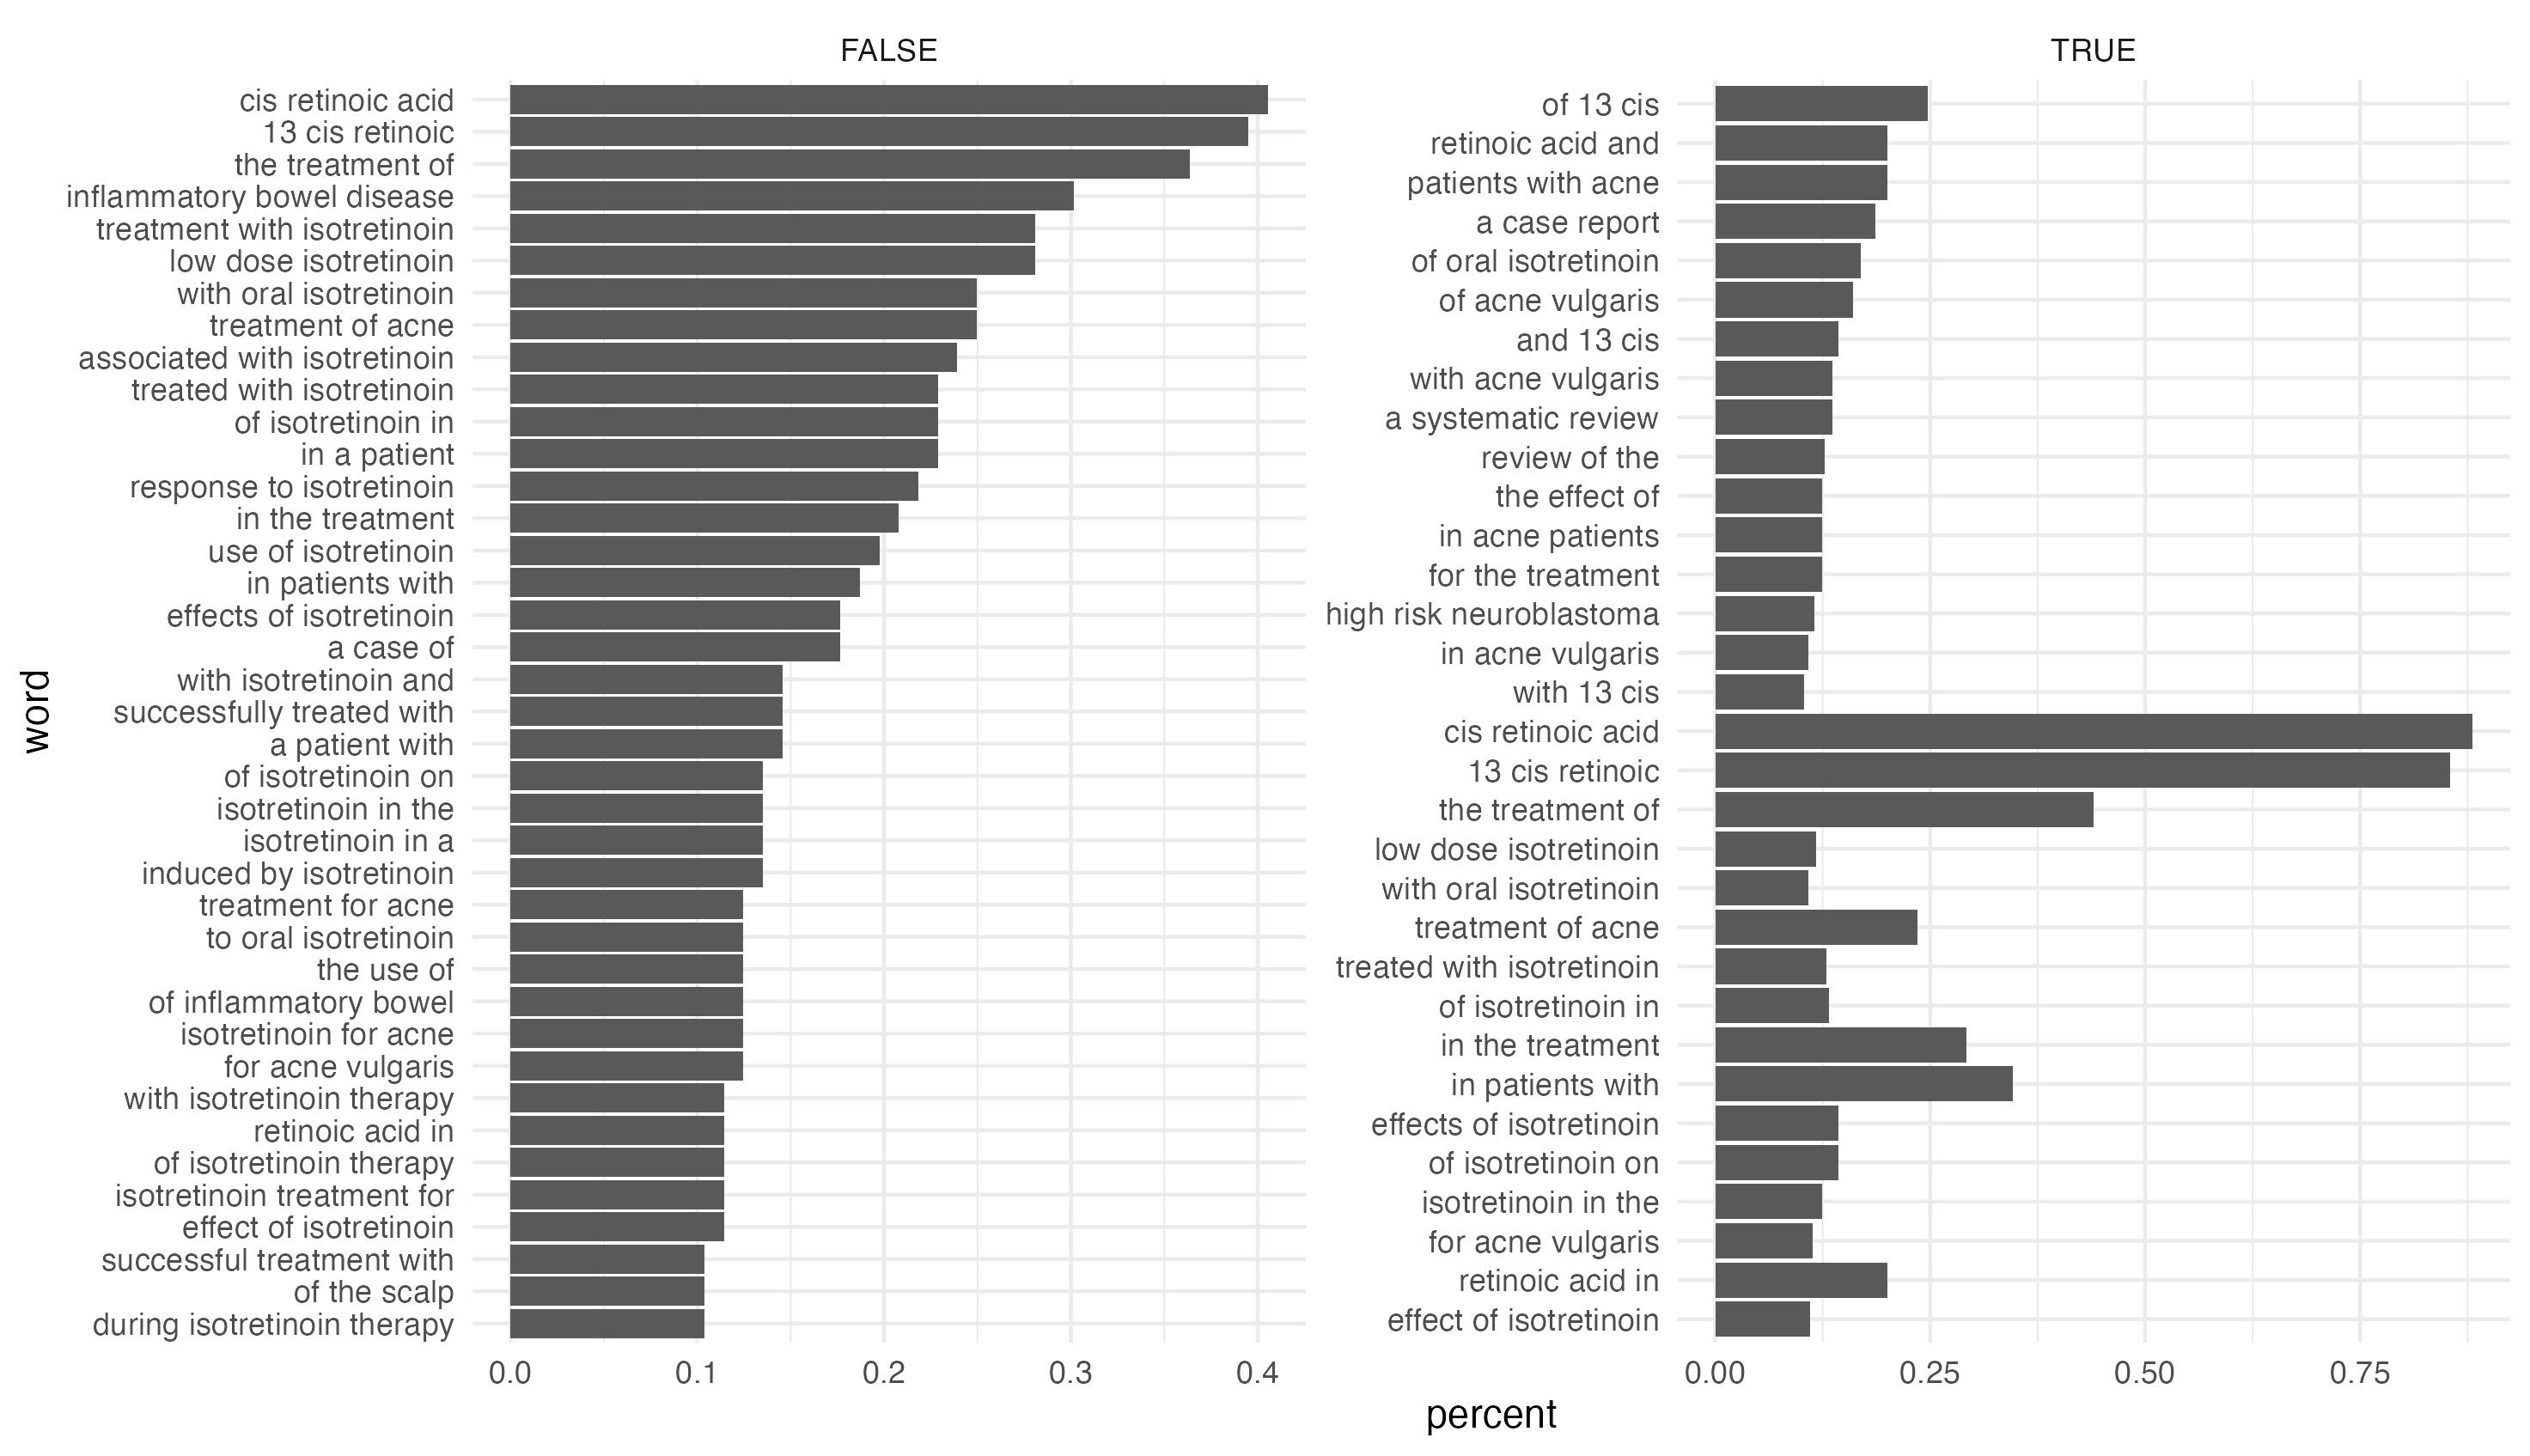 FALSE
cis retinoic acid
13 cis retinoic
the treatment of
inflammatory bowel disease
treatment with isotretinoin
low dose isotretinoin
with oral isotretinoin
treatment of acne
associated with isotretinoin
treated with isotretinoin
of isotretinoin in
in a patient
response to isotretinoin
in the treatment
use of isotretinoin
in patients with
effects of isotretinoin
a case of
with isotretinoin and
successfully treated with
a patient with
of isotretinoin on
isotretinoin in the
isotretinoin in a
induced by isotretinoin
treatment for acne
to oral isotretinoin
the use of
of inflammatory bowel
isotretinoin for acne
for acne vulgaris
with isotretinoin therapy
retinoic acid in
of isotretinoin therapy
isotretinoin treatment for
effect of isotretinoin
successful treatment with
of the scalp
during isotretinoin therapy
0.0 0.1 0.2 0.3 0.4
TRUE
of 13 cis
retinoic acid and
patients with acne
a case report
of oral isotretinoin
of acne vulgaris
and 13 cis
with acne vulgaris
a systematic review
review of the
the effect of
in acne patients
for the treatment
high risk neuroblastoma
in acne vulgaris
with 13 cis
cis retinoic acid
13 cis retinoic
the treatment of
low dose isotretinoin
with oral isotretinoin
treatment of acne
treated with isotretinoin
of isotretinoin in
in the treatment
in patients with
effects of isotretinoin
of isotretinoin on
isotretinoin in the
for acne vulgaris
retinoic acid in
effect of isotretinoin
0.00 0.25 0.50 0.75
word
percent